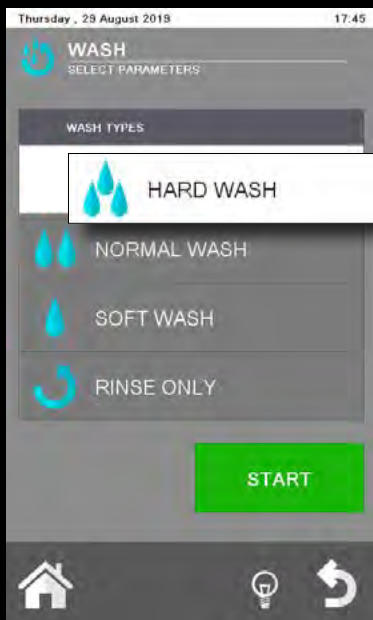 Thursday , 29 August 2019 17:45
WASH
SELECT PARAMETERS
WASH TYPES
HARD WASH
NORMAL WASH
SOFT WASH
RINSE ONLY
START